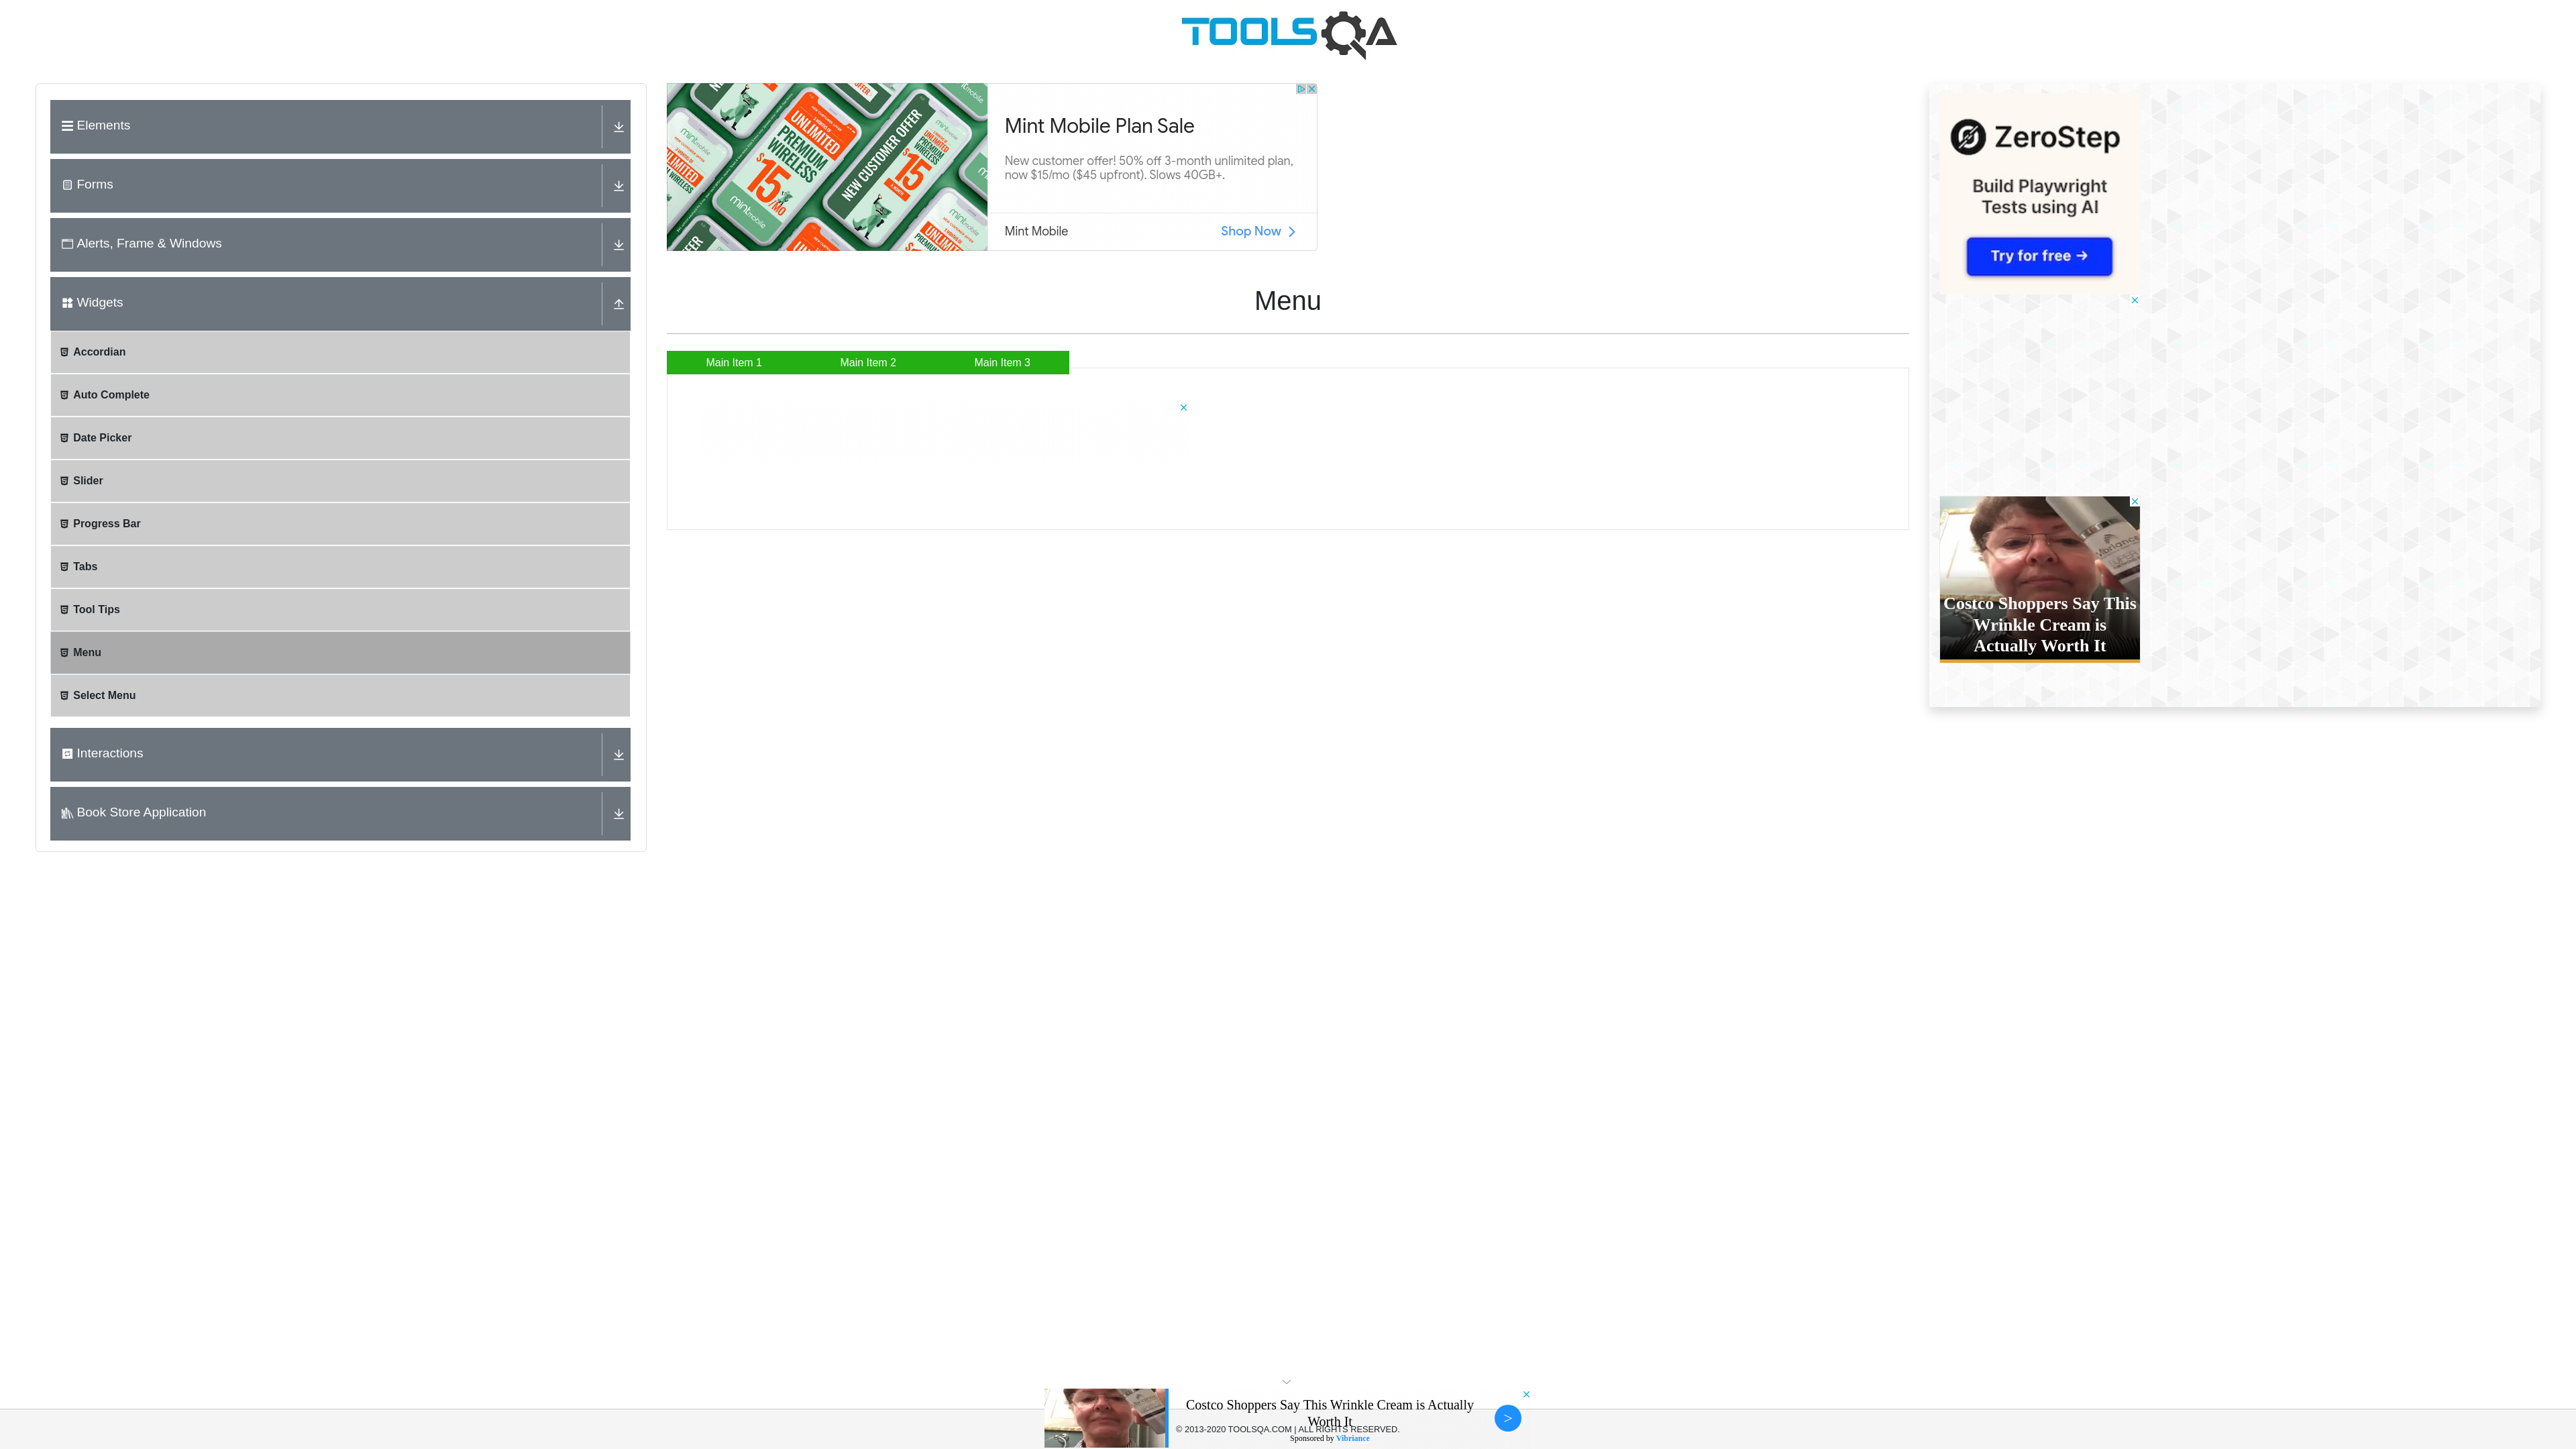 TOOLSQA
Elements
Forms
Alerts, Frame & Windows
Widgets
Accordian
Auto Complete
Date Picker
Slider
Progress Bar
Tabs
Tool Tips
Menu
Select Menu
Interactions
Book Store Application
UNLIMITED
PREMIUM
WIRELESS
$15/MO
mint mobile
NEW CUSTOMER OFFER
Mint Mobile Plan Sale
New customer offer! 50% off 3-month unlimited plan,
now $15/mo ($45 upfront). Slows 40GB+.
Mint Mobile
Shop Now
Menu
Main Item 1
Main Item 2
Main Item 3
ZeroStep
Build Playwright
Tests using AI
Try for free →
Costco Shoppers Say This
Wrinkle Cream is
Actually Worth It
Costco Shoppers Say This Wrinkle Cream is Actually
Worth It
© 2013-2020 TOOLSQA.COM | ALL RIGHTS RESERVED.
Sponsored by Vibriance